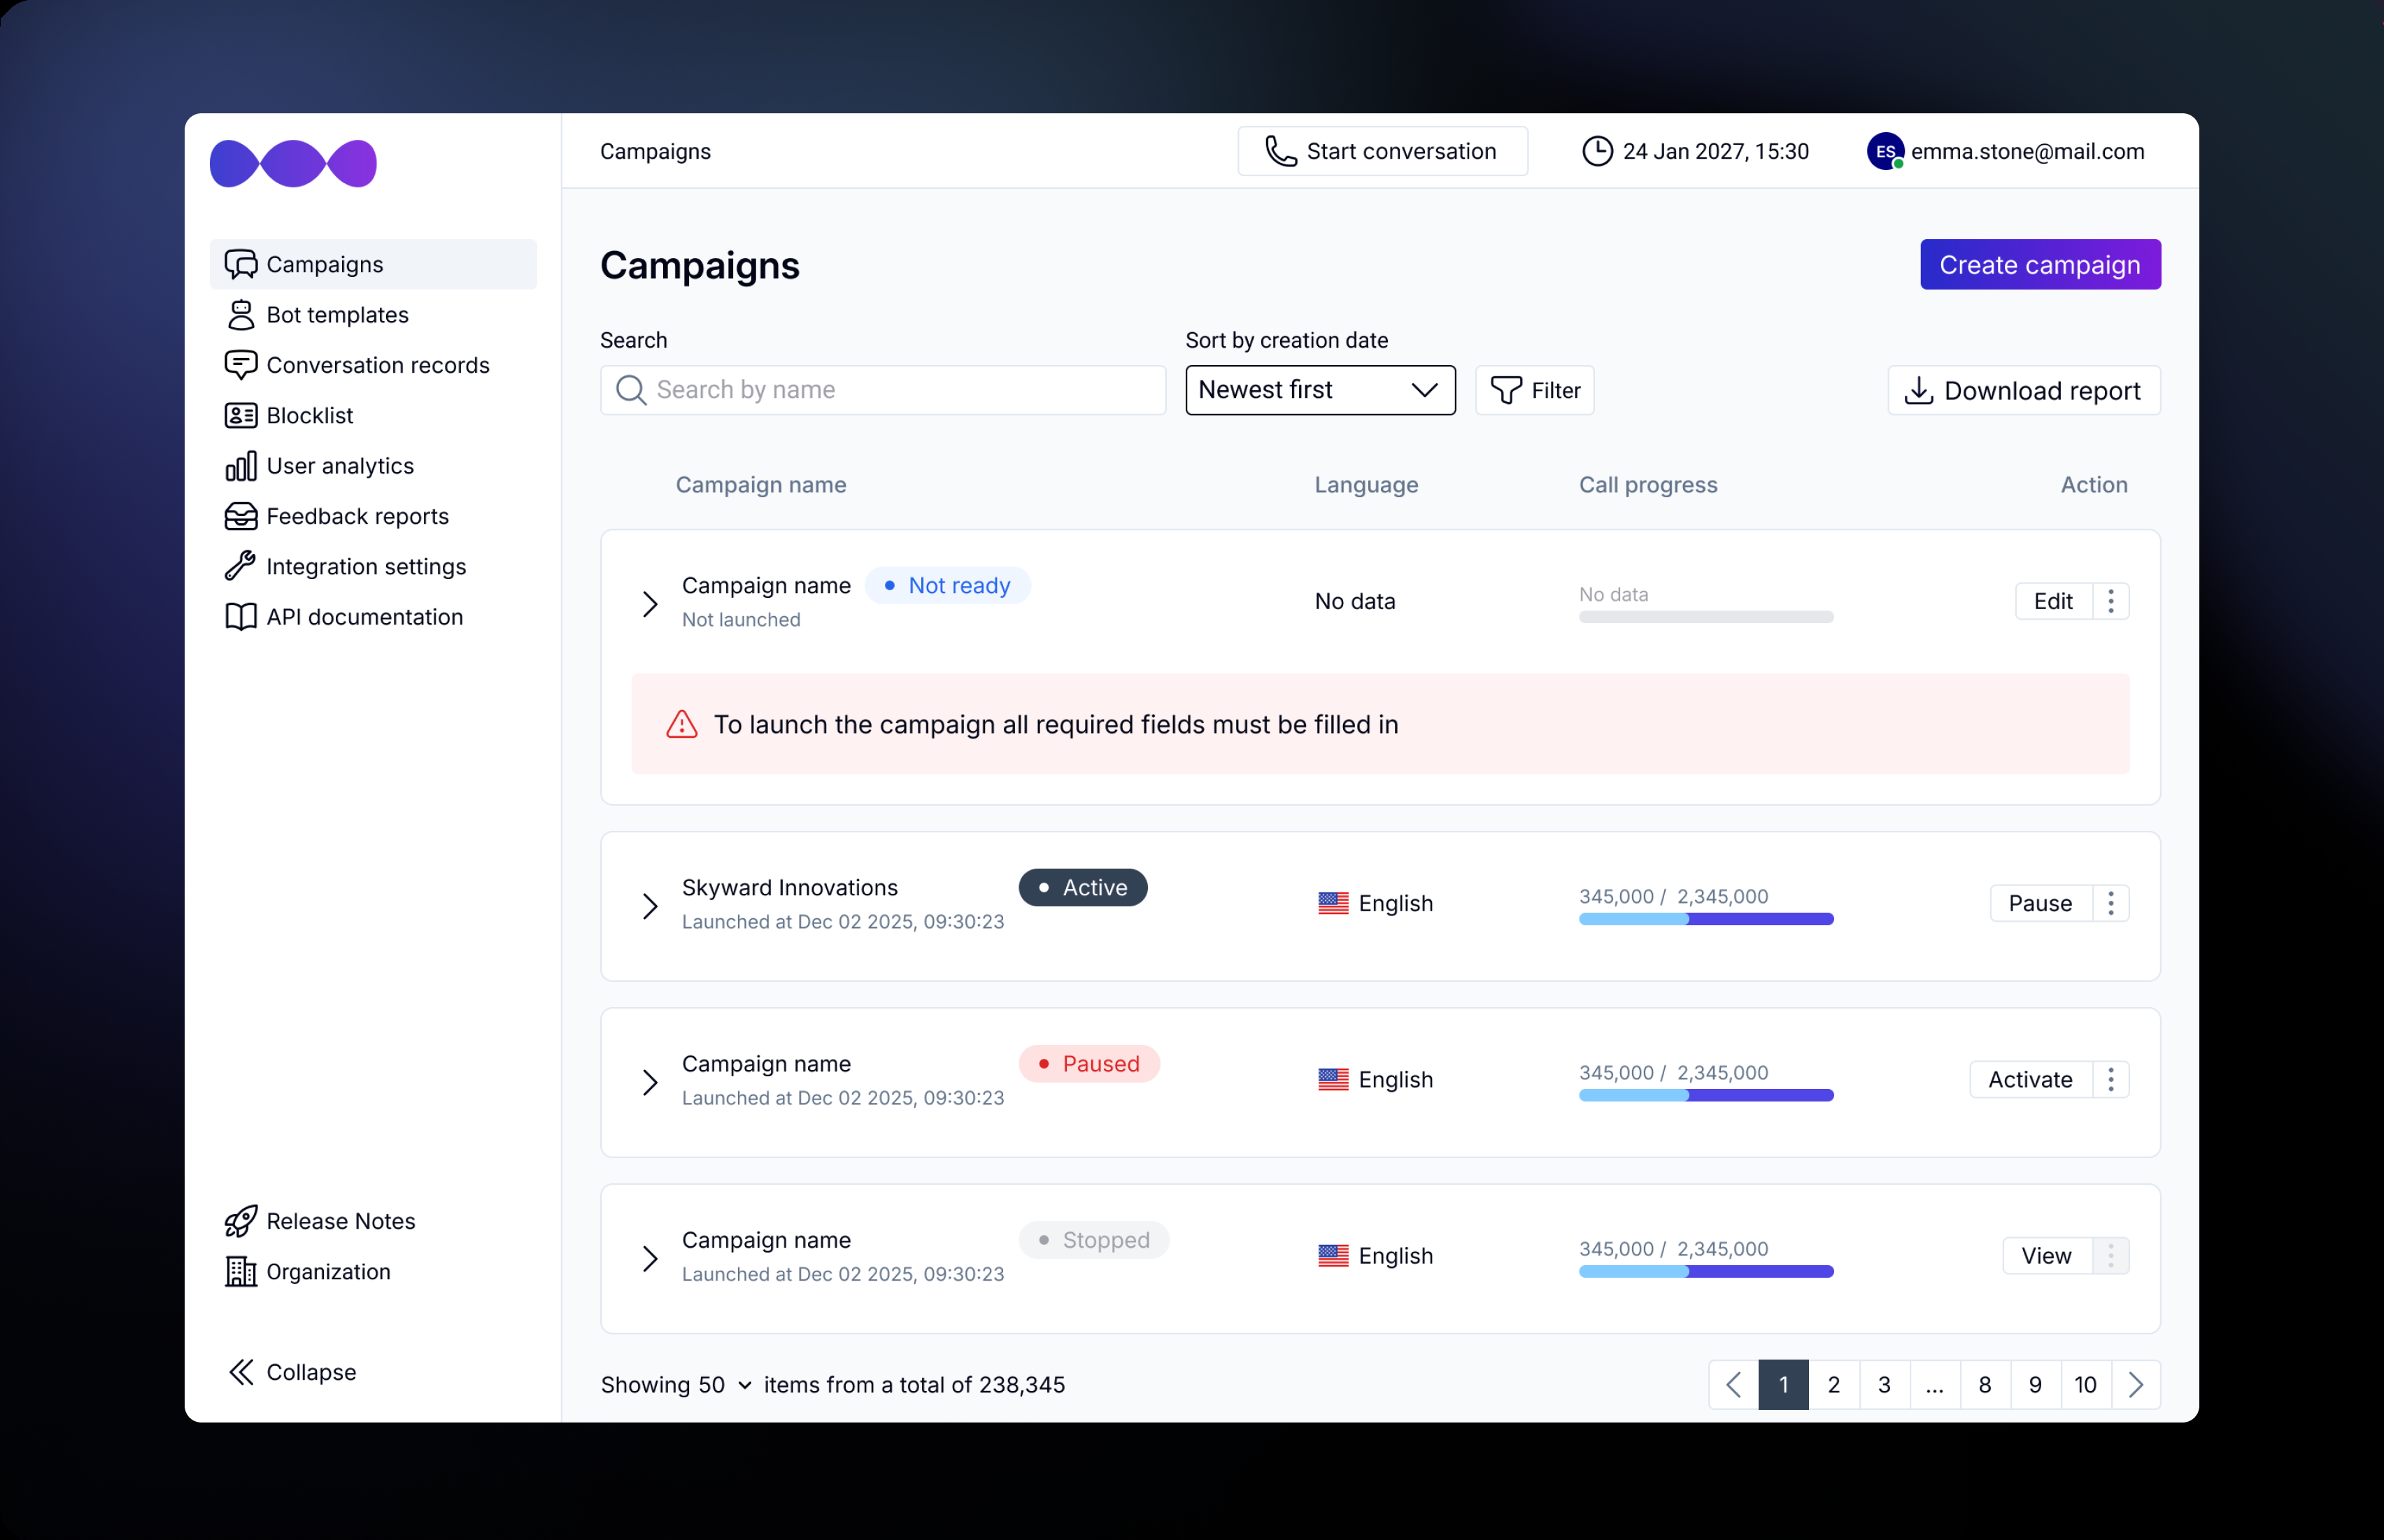 Campaigns
Start conversation
24 Jan 2027, 15:30
ES
emma.stone@mail.com
Campaigns
Bot templates
Conversation records
Blocklist
User analytics
Feedback reports
Integration settings
API documentation
Release Notes
Organization
Collapse
Campaigns
Create campaign
Search
Sort by creation date
Search by name
Newest first
Filter
Download report
Campaign name
Language
Call progress
Action
Campaign name
Not ready
Not launched
No data
No data
Edit
To launch the campaign all required fields must be filled in
Skyward Innovations
Active
Launched at Dec 02 2025, 09:30:23
English
345,000 / 2,345,000
Pause
Campaign name
Paused
Launched at Dec 02 2025, 09:30:23
English
345,000 / 2,345,000
Activate
Campaign name
Stopped
Launched at Dec 02 2025, 09:30:23
English
345,000 / 2,345,000
View
Showing 50 items from a total of 238,345
1 2 3 ... 8 9 10